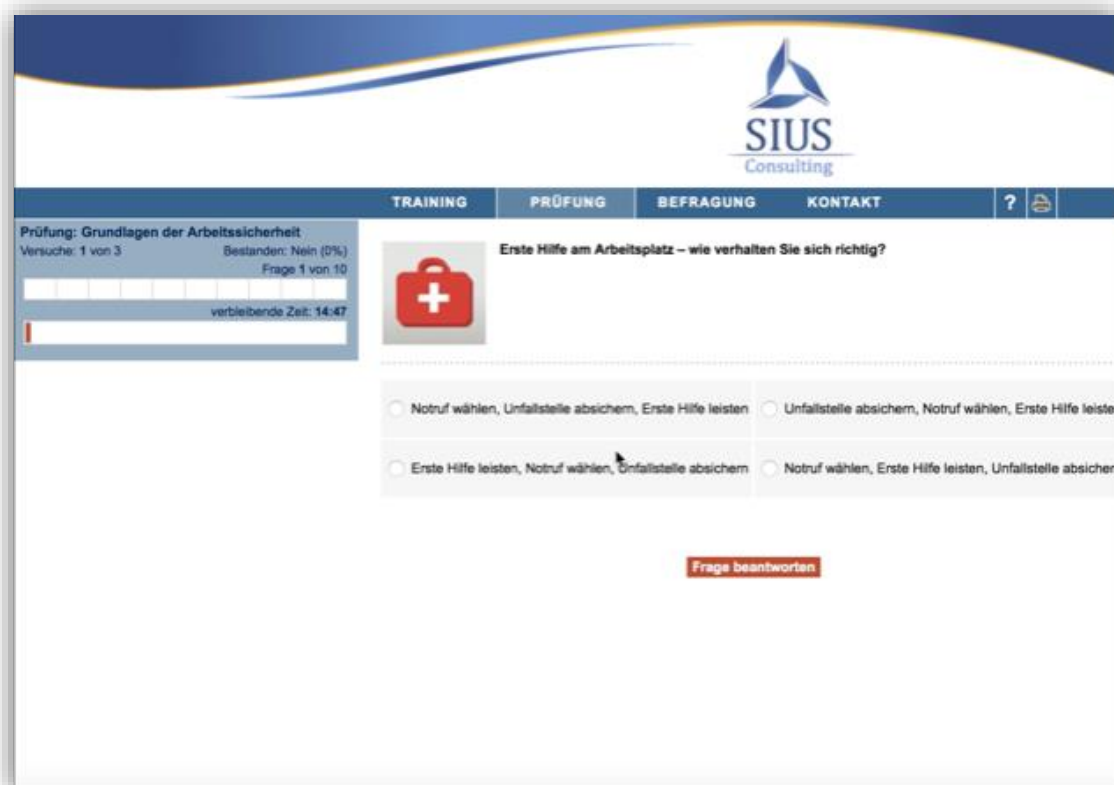 SIUS
Consulting
TRAINING PRÜFUNG BEFRAGUNG KONTAKT ?
Prüfung: Grundlagen der Arbeitssicherheit
Versuche: 1 von 3 Bestanden: Nein (0%)
Frage 1 von 10
verbleibende Zeit: 14:47
Erste Hilfe am Arbeitsplatz – wie verhalten Sie sich richtig?
Notruf wählen, Unfallstelle absichern, Erste Hilfe leisten
Unfallstelle absichern, Notruf wählen, Erste Hilfe leiste
Erste Hilfe leisten, Notruf wählen, Unfallstelle absichern
Notruf wählen, Erste Hilfe leisten, Unfallstelle absicher
Frage beantworten